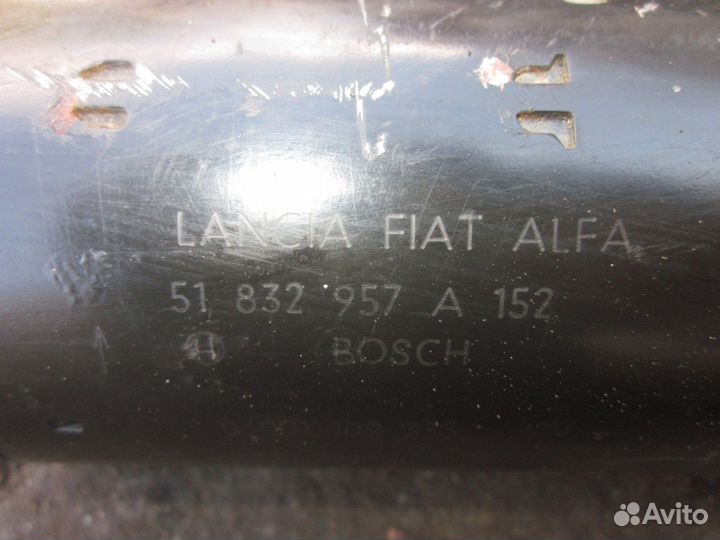 LANCIA FIAT ALFA
51 832 957 A 152
BOSCH
Avito